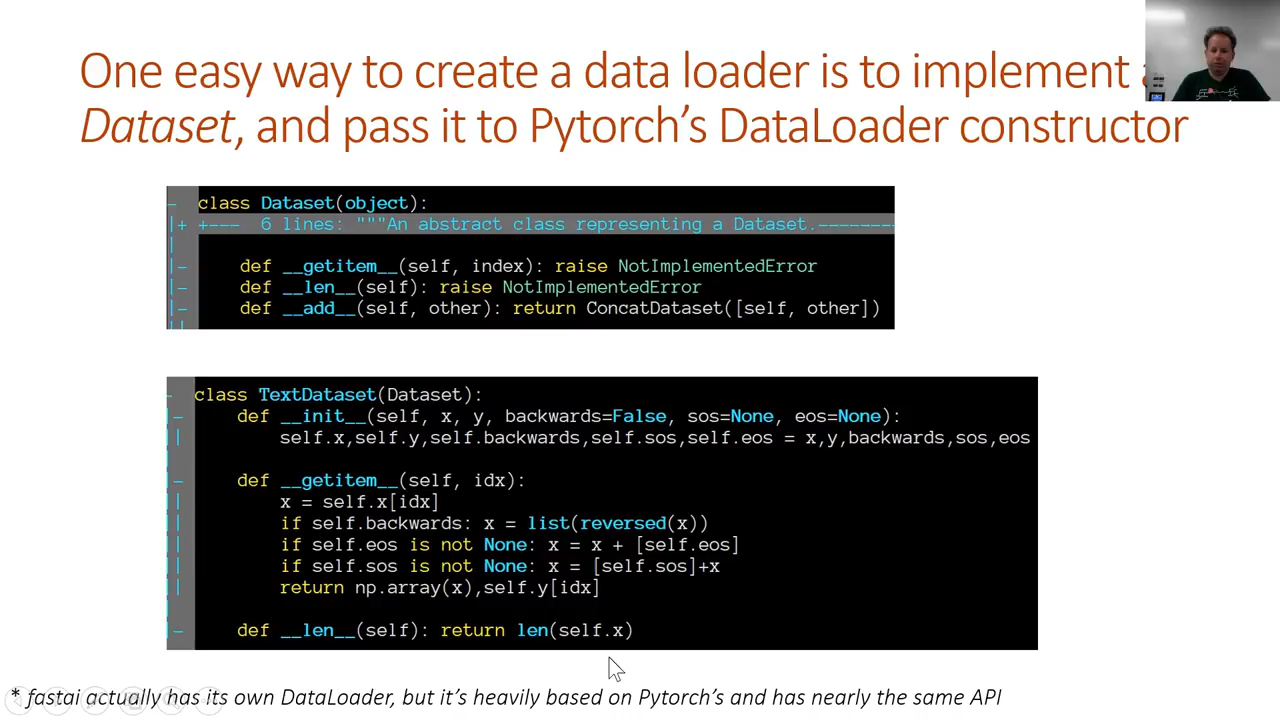 One easy way to create a data loader is to implement a
Dataset, and pass it to Pytorch's DataLoader constructor
class Dataset(object):
+--- 6 lines: """An abstract class representing a Dataset.-------
def __getitem__(self, index): raise NotImplementedError
def __len__(self): raise NotImplementedError
def __add__(self, other): return ConcatDataset([self, other])
class TextDataset(Dataset):
def __init__(self, x, y, backwards=False, sos=None, eos=None):
self.x,self.y,self.backwards,self.sos,self.eos = x,y,backwards,sos,eos
def __getitem__(self, idx):
x = self.x[idx]
if self.backwards: x = list(reversed(x))
if self.eos is not None: x = x + [self.eos]
if self.sos is not None: x = [self.sos]+x
return np.array(x),self.y[idx]
def __len__(self): return len(self.x)
* fastai actually has its own DataLoader, but it's heavily based on Pytorch's and has nearly the same API